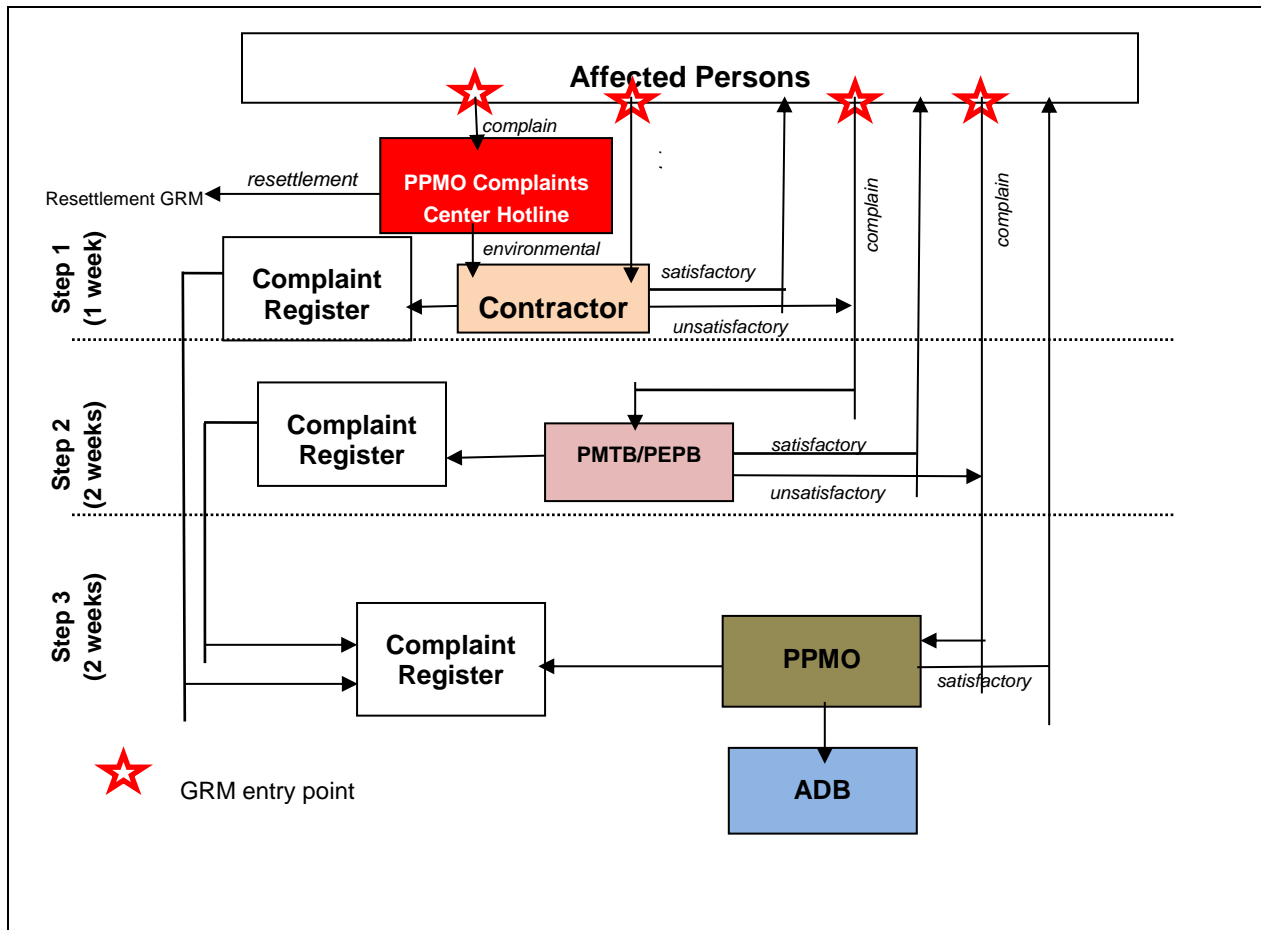 Affected Persons
complain
PPMO Complaints
Center Hotline
resettlement
Resettlement GRM
environmental
complain
complain
Step 1
(1 week)
Complaint
Register
Contractor
satisfactory
unsatisfactory
Step 2
(2 weeks)
Complaint
Register
PMTB/PEPB
satisfactory
unsatisfactory
Step 3
(2 weeks)
Complaint
Register
PPMO
satisfactory
ADB
GRM entry point